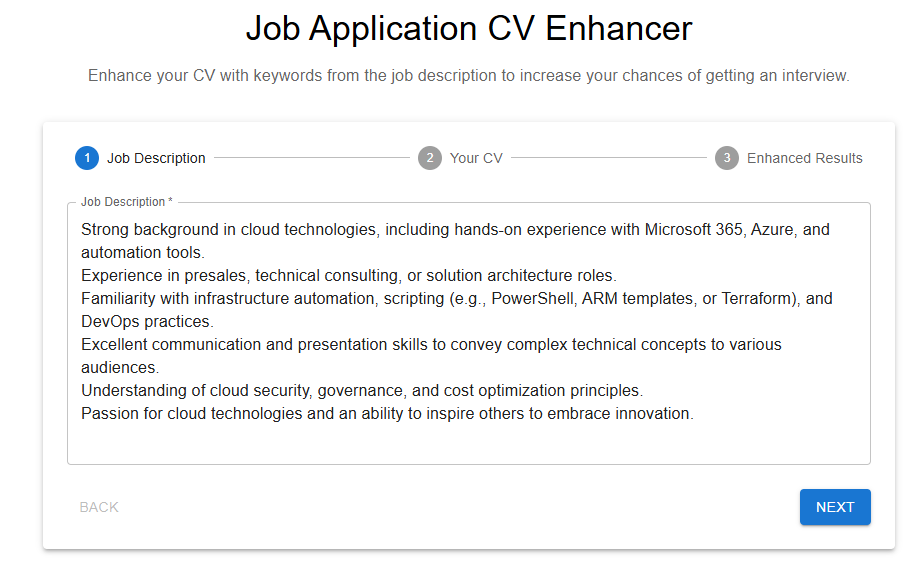 Job Application CV Enhancer
Enhance your CV with keywords from the job description to increase your chances of getting an interview.
1 Job Description 2 Your CV 3 Enhanced Results
Job Description *
Strong background in cloud technologies, including hands-on experience with Microsoft 365, Azure, and
automation tools.
Experience in presales, technical consulting, or solution architecture roles.
Familiarity with infrastructure automation, scripting (e.g., PowerShell, ARM templates, or Terraform), and
DevOps practices.
Excellent communication and presentation skills to convey complex technical concepts to various
audiences.
Understanding of cloud security, governance, and cost optimization principles.
Passion for cloud technologies and an ability to inspire others to embrace innovation.
BACK NEXT